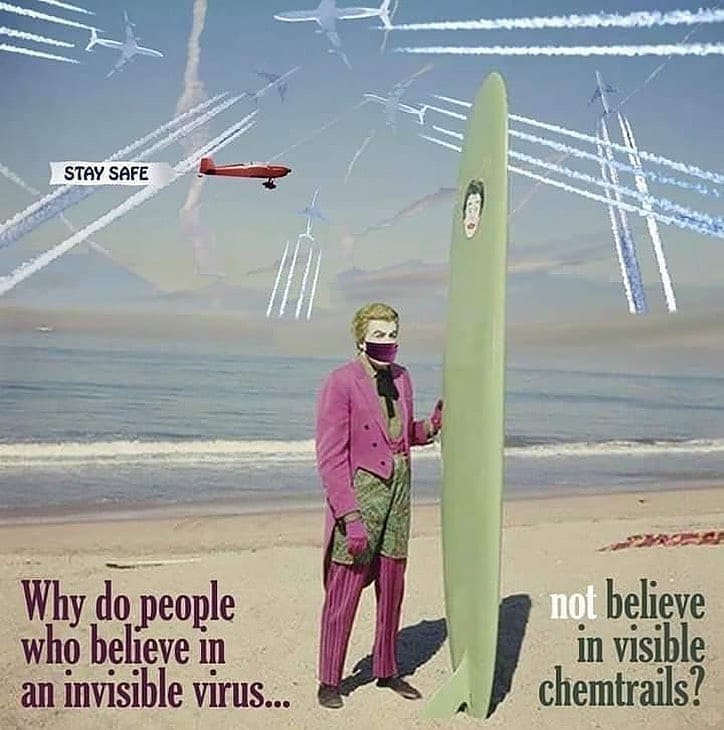 STAY SAFE
Why do people
who believe in
an invisible virus...
not believe
in visible
chemtrails?